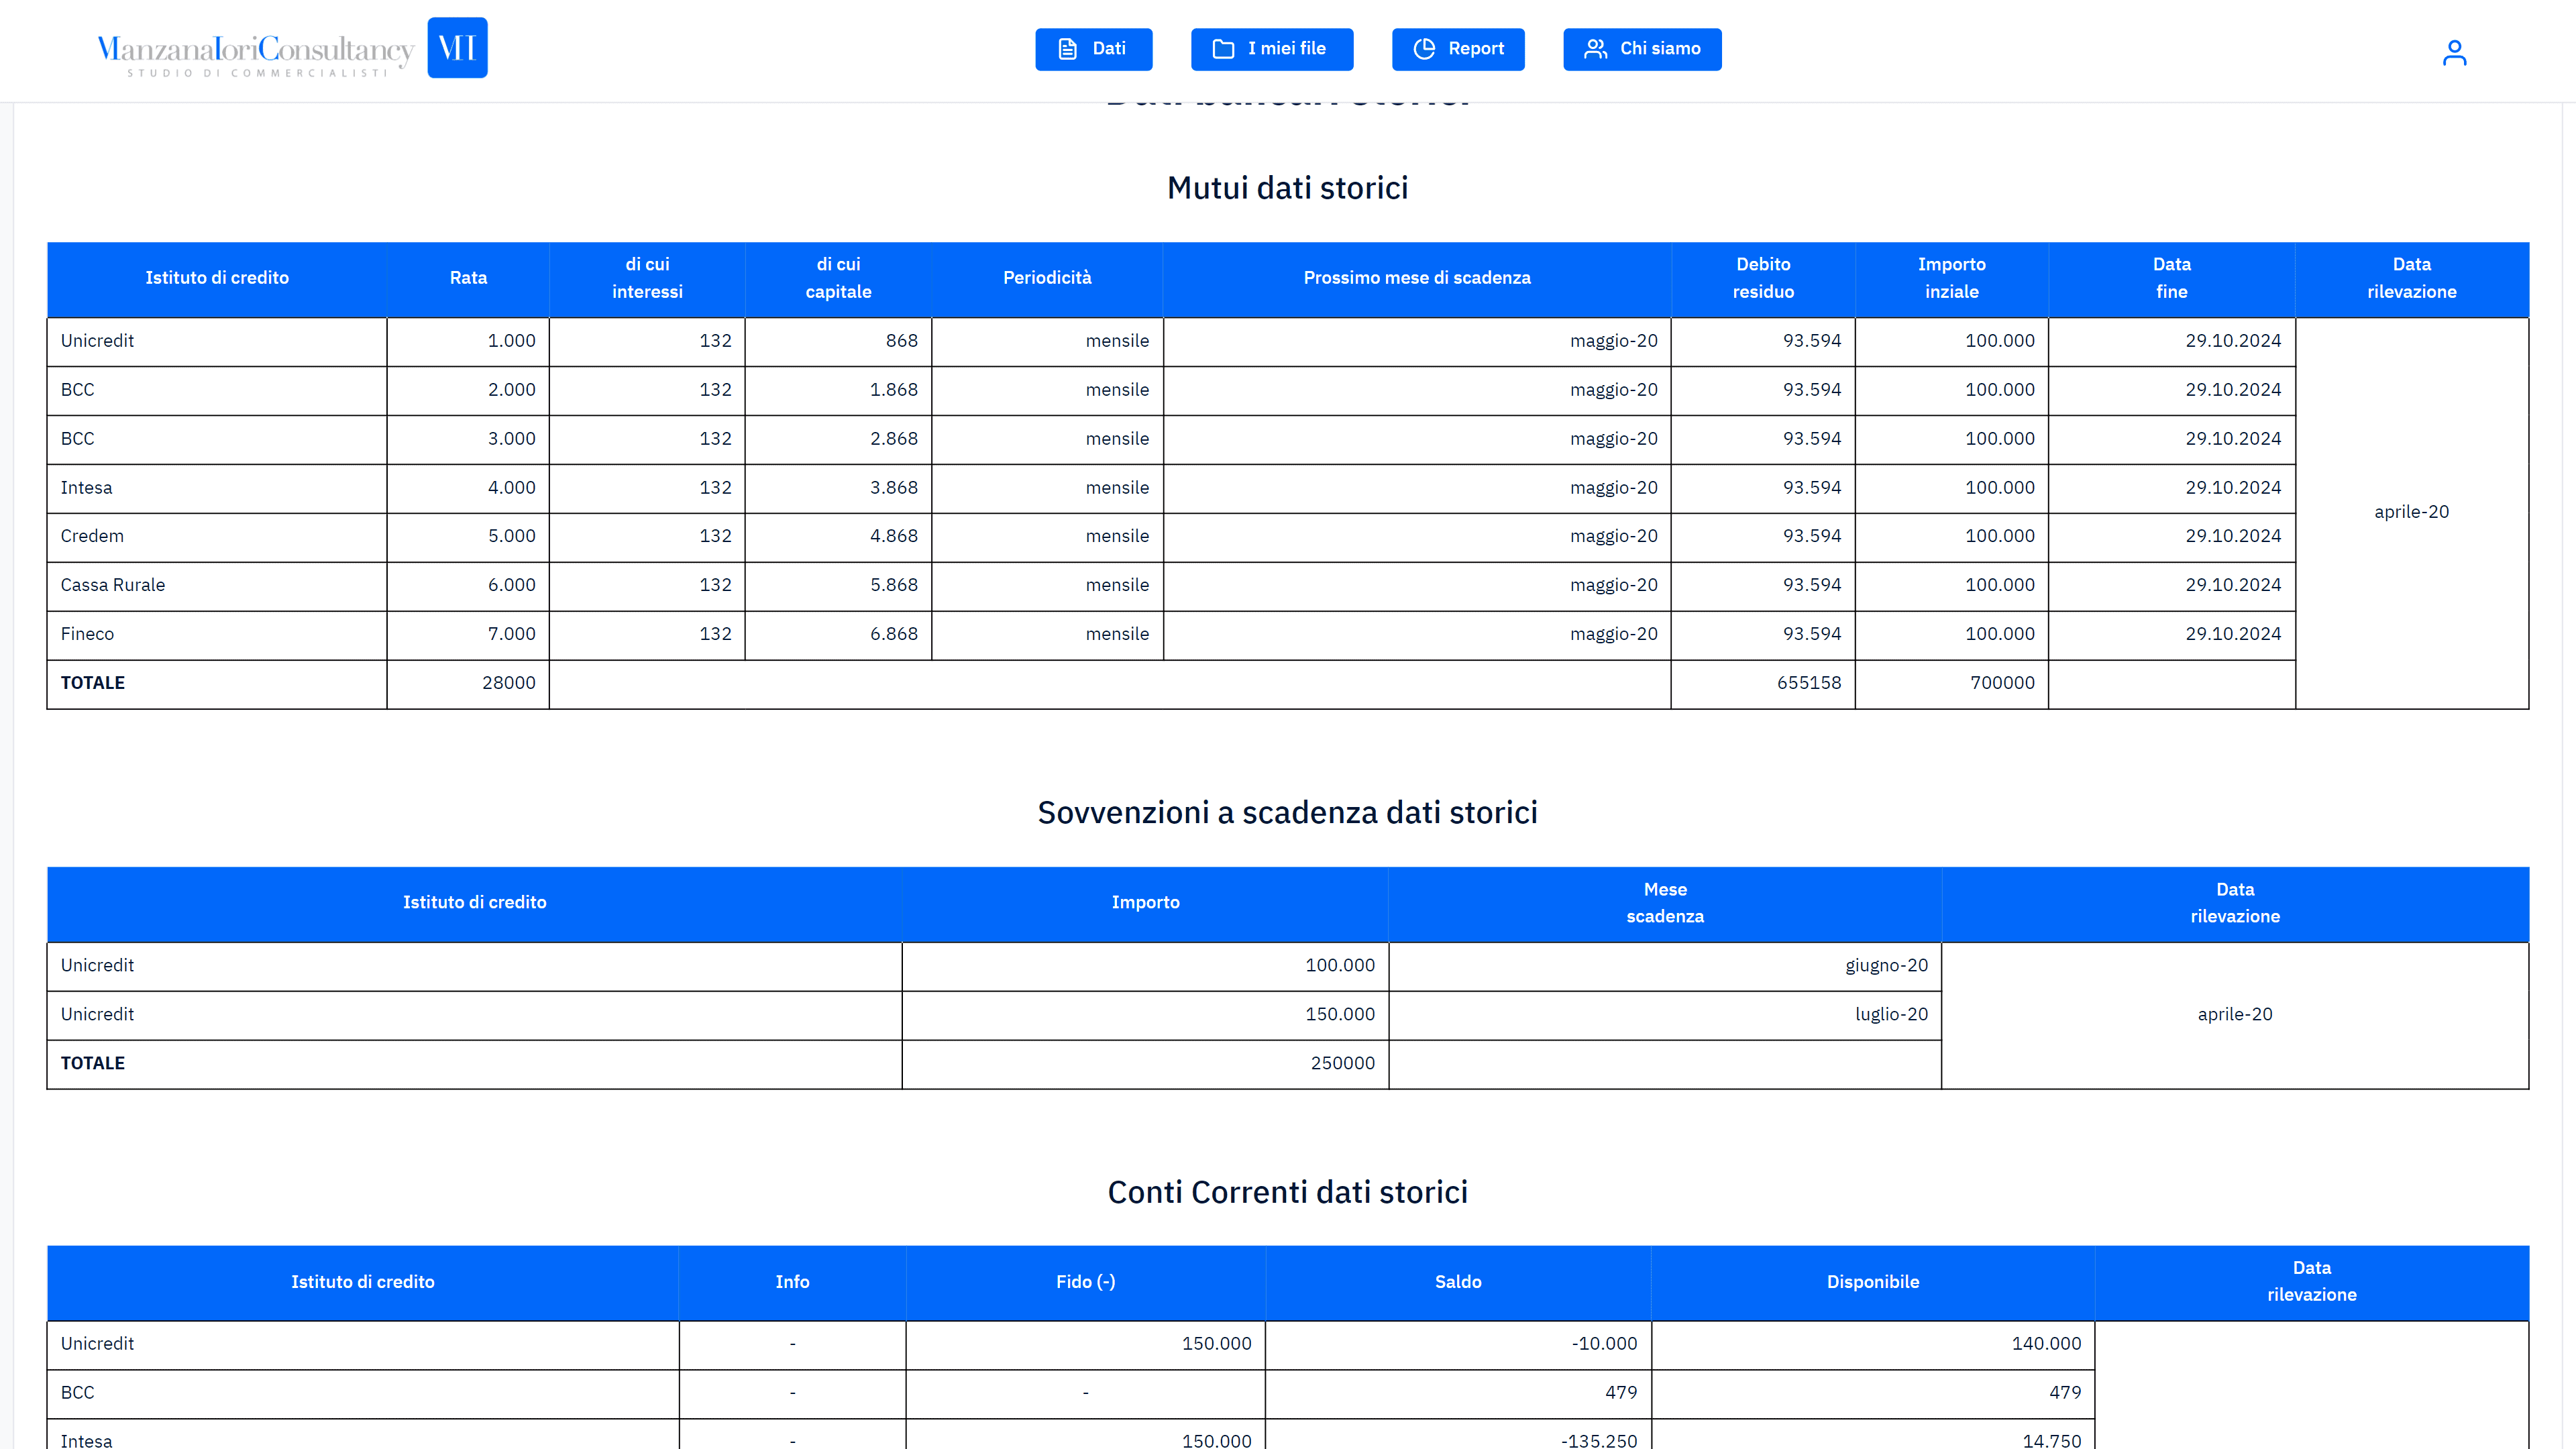 ManzanaIoriConsultancy MI
STUDIO DI COMMERCIALISTI
Dati I miei file Report Chi siamo
Mutui dati storici
Istituto di credito Rata di cui interessi di cui capitale Periodicità Prossimo mese di scadenza Debito residuo Importo inziale Data fine Data rilevazione
Unicredit 1.000 132 868 mensile maggio-20 93.594 100.000 29.10.2024
BCC 2.000 132 1.868 mensile maggio-20 93.594 100.000 29.10.2024
BCC 3.000 132 2.868 mensile maggio-20 93.594 100.000 29.10.2024
Intesa 4.000 132 3.868 mensile maggio-20 93.594 100.000 29.10.2024
aprile-20
Credem 5.000 132 4.868 mensile maggio-20 93.594 100.000 29.10.2024
Cassa Rurale 6.000 132 5.868 mensile maggio-20 93.594 100.000 29.10.2024
Fineco 7.000 132 6.868 mensile maggio-20 93.594 100.000 29.10.2024
TOTALE 28000 655158 700000
Sovvenzioni a scadenza dati storici
Istituto di credito Importo Mese scadenza Data rilevazione
Unicredit 100.000 giugno-20
Unicredit 150.000 luglio-20 aprile-20
TOTALE 250000
Conti Correnti dati storici
Istituto di credito Info Fido (-) Saldo Disponibile Data rilevazione
Unicredit - 150.000 -10.000 140.000
BCC - - 479 479
Intesa - 150.000 -135.250 14.750